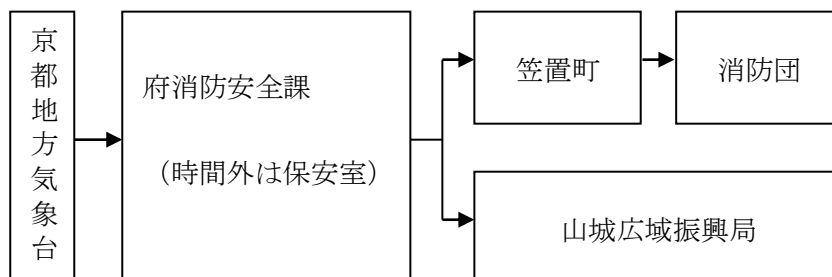 京都地方気象台
府消防安全課
（時間外は保安室）
笠置町
消防団
山城広域振興局